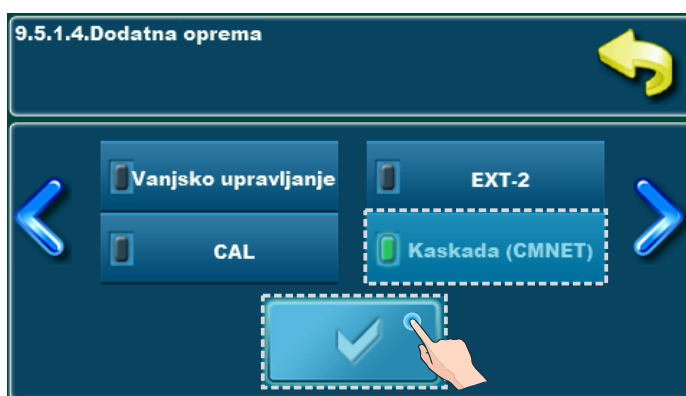 9.5.1.4.Dodatna oprema
Vanjsko upravljanje
EXT-2
CAL
Kaskada (CMNET)